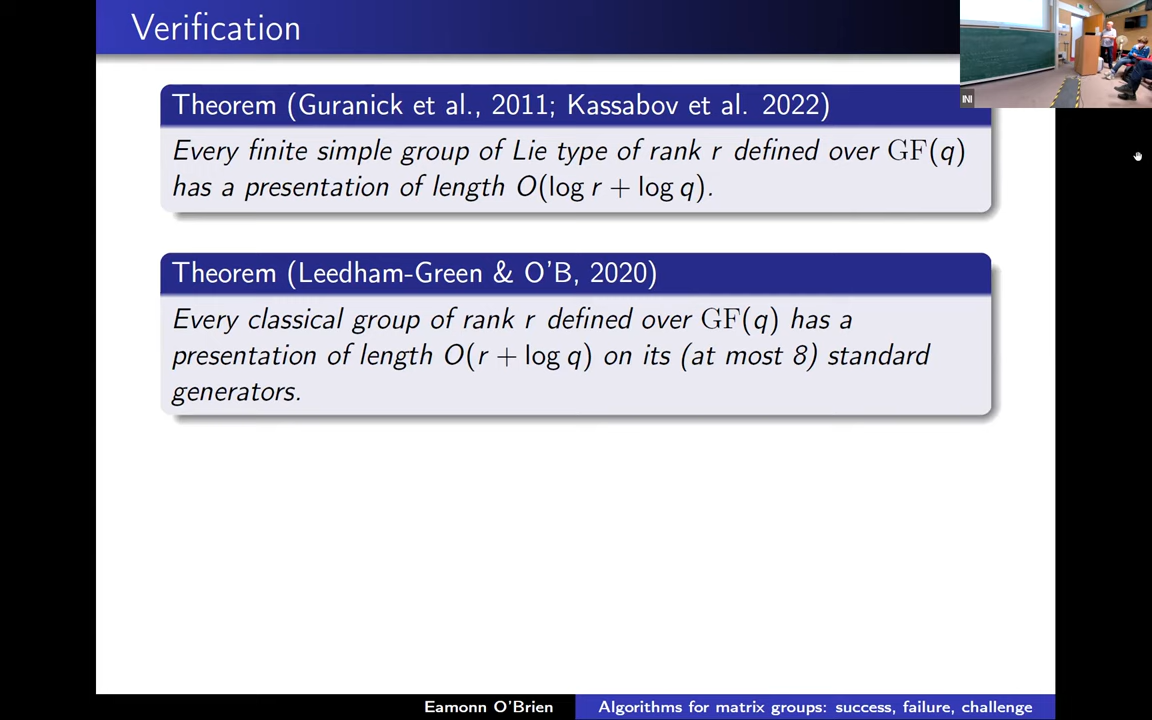 Verification
INI
Theorem (Guranick et al., 2011; Kassabov et al. 2022)
Every finite simple group of Lie type of rank r defined over GF(q)
has a presentation of length O(log r + log q).
Theorem (Leedham-Green & O'B, 2020)
Every classical group of rank r defined over GF(q) has a
presentation of length O(r + log q) on its (at most 8) standard
generators.
Eamonn O'Brien
Algorithms for matrix groups: success, failure, challenge